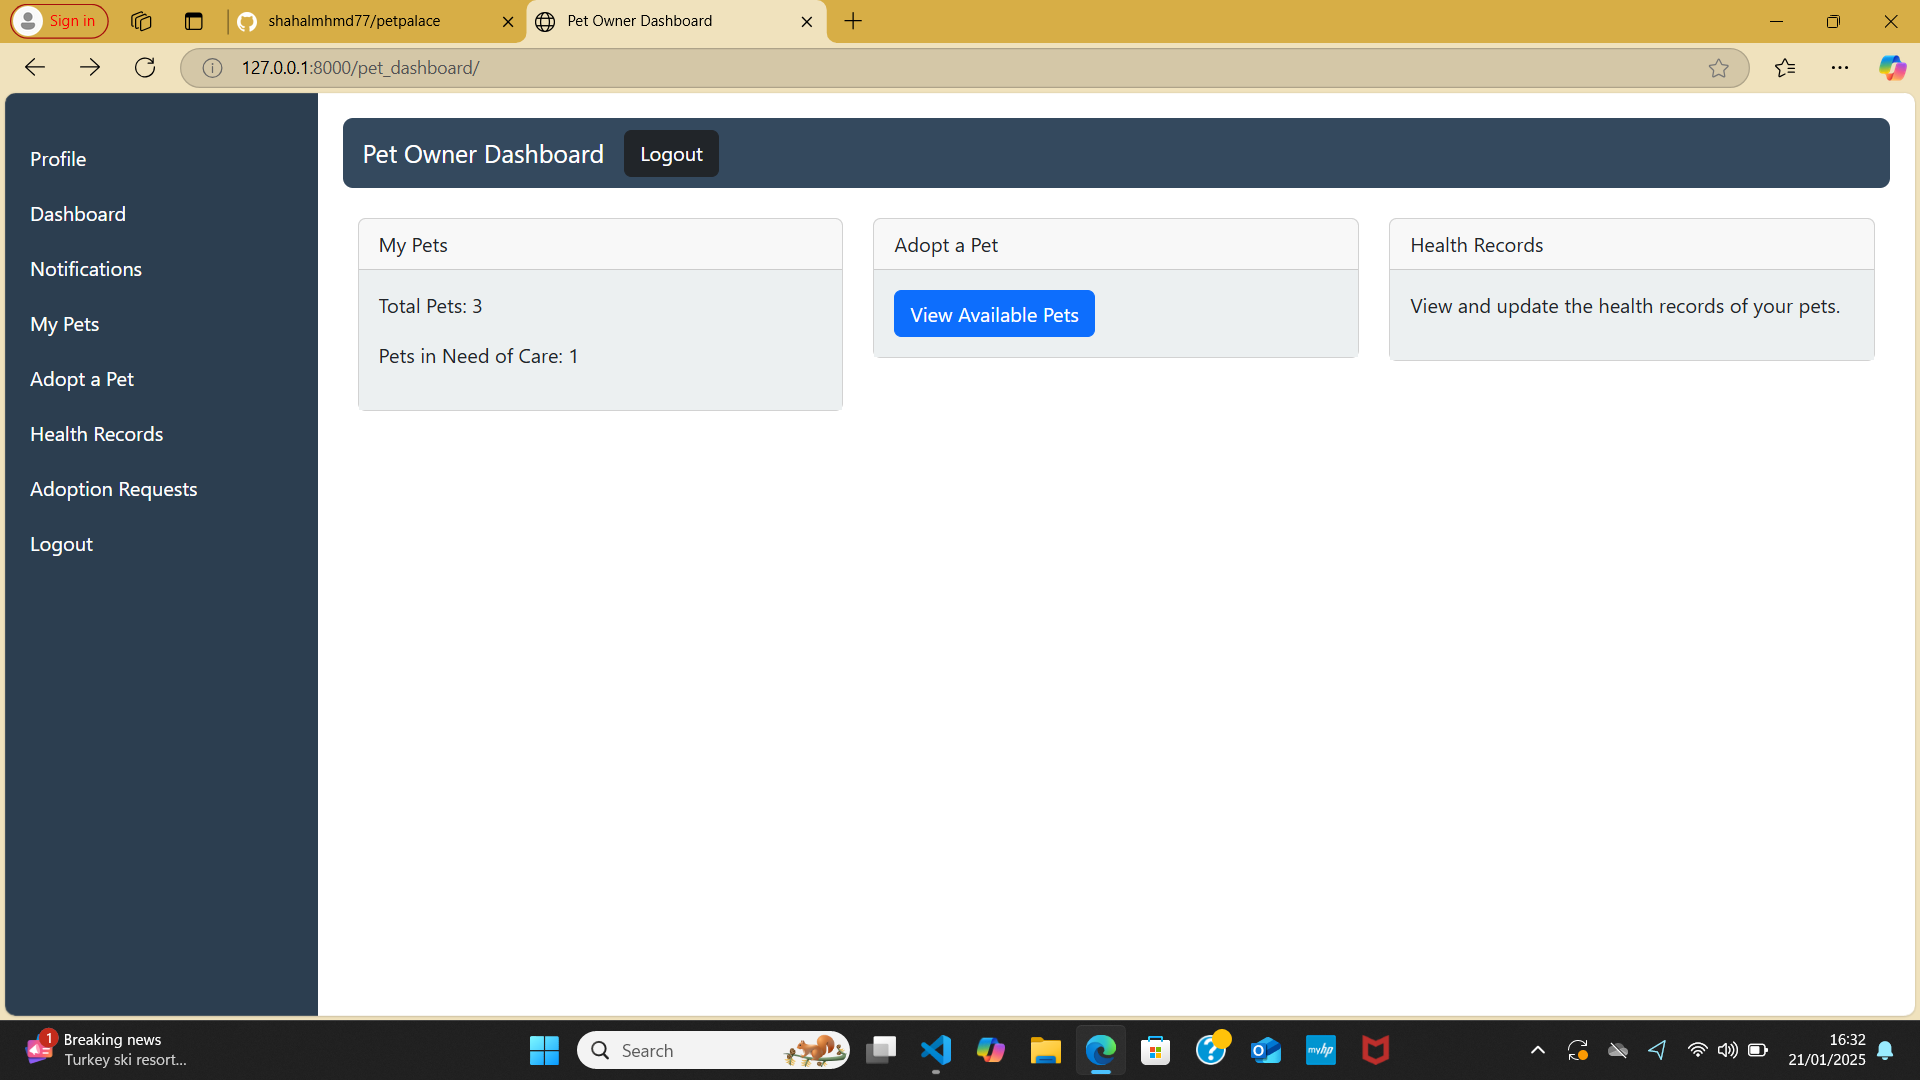 Sign in
shahalmhmd77/petpalace
Pet Owner Dashboard
127.0.0.1:8000/pet_dashboard/
Profile
Dashboard
Notifications
My Pets
Adopt a Pet
Health Records
Adoption Requests
Logout
Pet Owner Dashboard
Logout
My Pets
Total Pets: 3
Pets in Need of Care: 1
Adopt a Pet
View Available Pets
Health Records
View and update the health records of your pets.
1
Breaking news
Turkey ski resort...
Search
myhp
16:32
21/01/2025